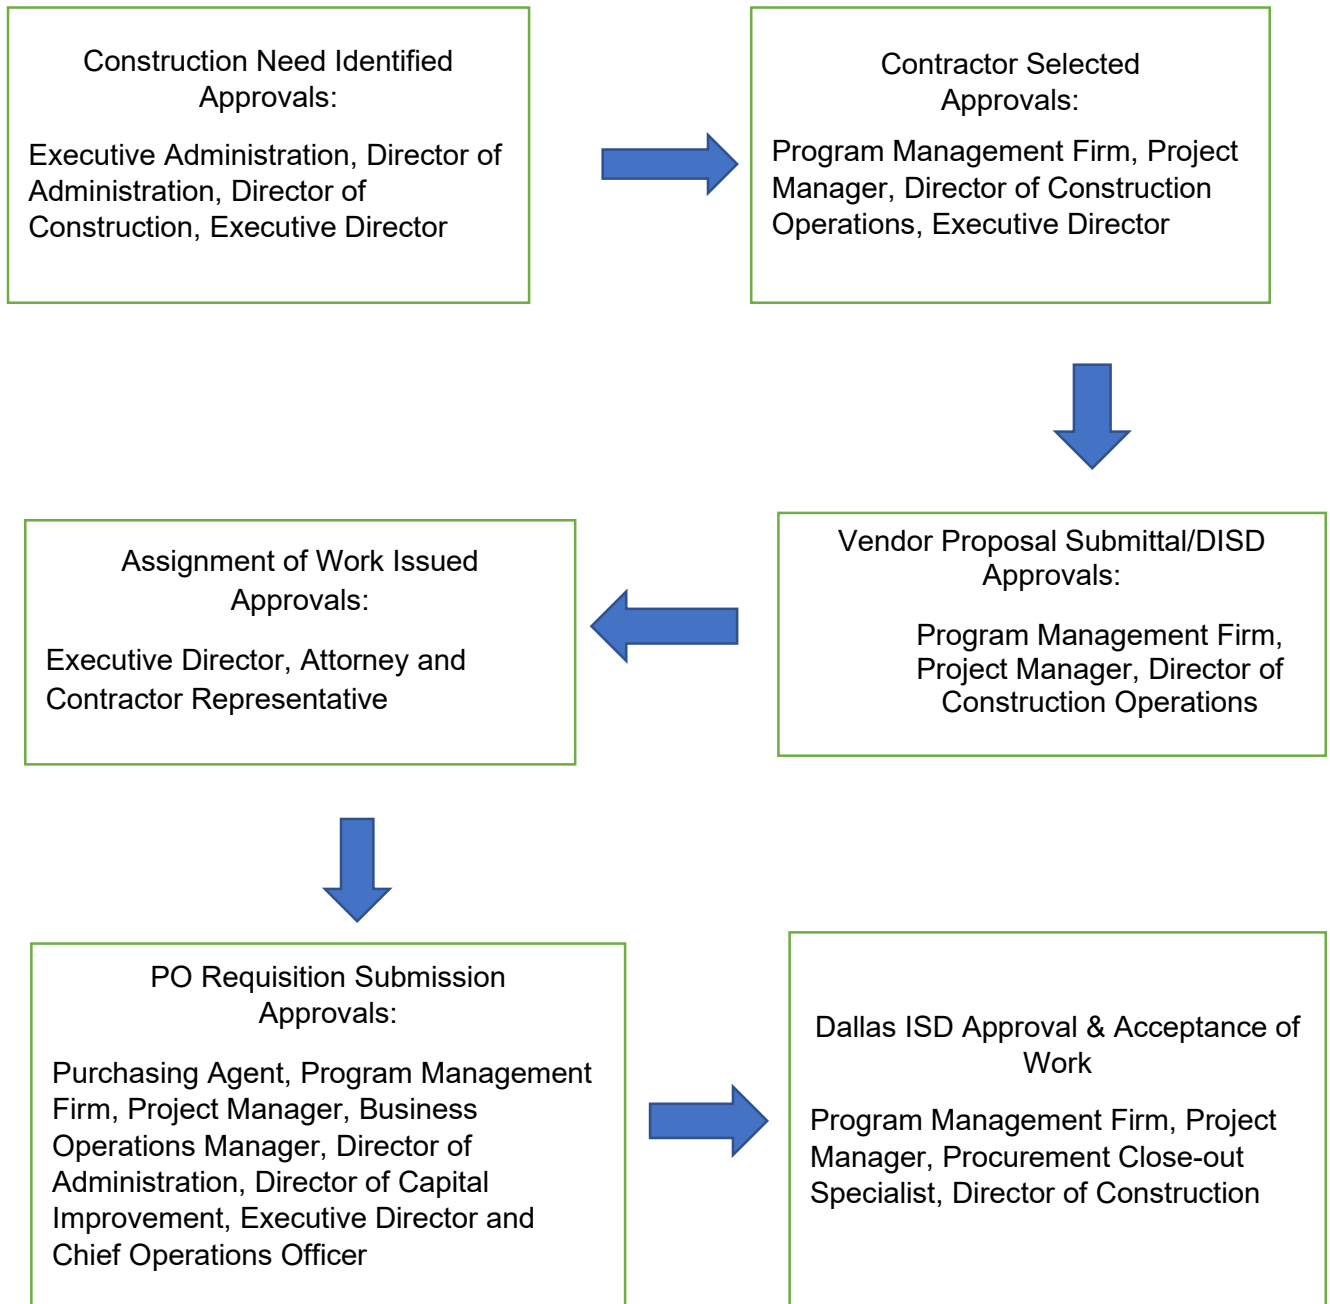 Construction Need Identified
Approvals:
Executive Administration, Director of
Administration, Director of
Construction, Executive Director
Contractor Selected
Approvals:
Program Management Firm, Project
Manager, Director of Construction
Operations, Executive Director
Vendor Proposal Submittal/DISD
Approvals:
Program Management Firm,
Project Manager, Director of
Construction Operations
Assignment of Work Issued
Approvals:
Executive Director, Attorney and
Contractor Representative
PO Requisition Submission
Approvals:
Purchasing Agent, Program Management
Firm, Project Manager, Business
Operations Manager, Director of
Administration, Director of Capital
Improvement, Executive Director and
Chief Operations Officer
Dallas ISD Approval & Acceptance of
Work
Program Management Firm, Project
Manager, Procurement Close-out
Specialist, Director of Construction